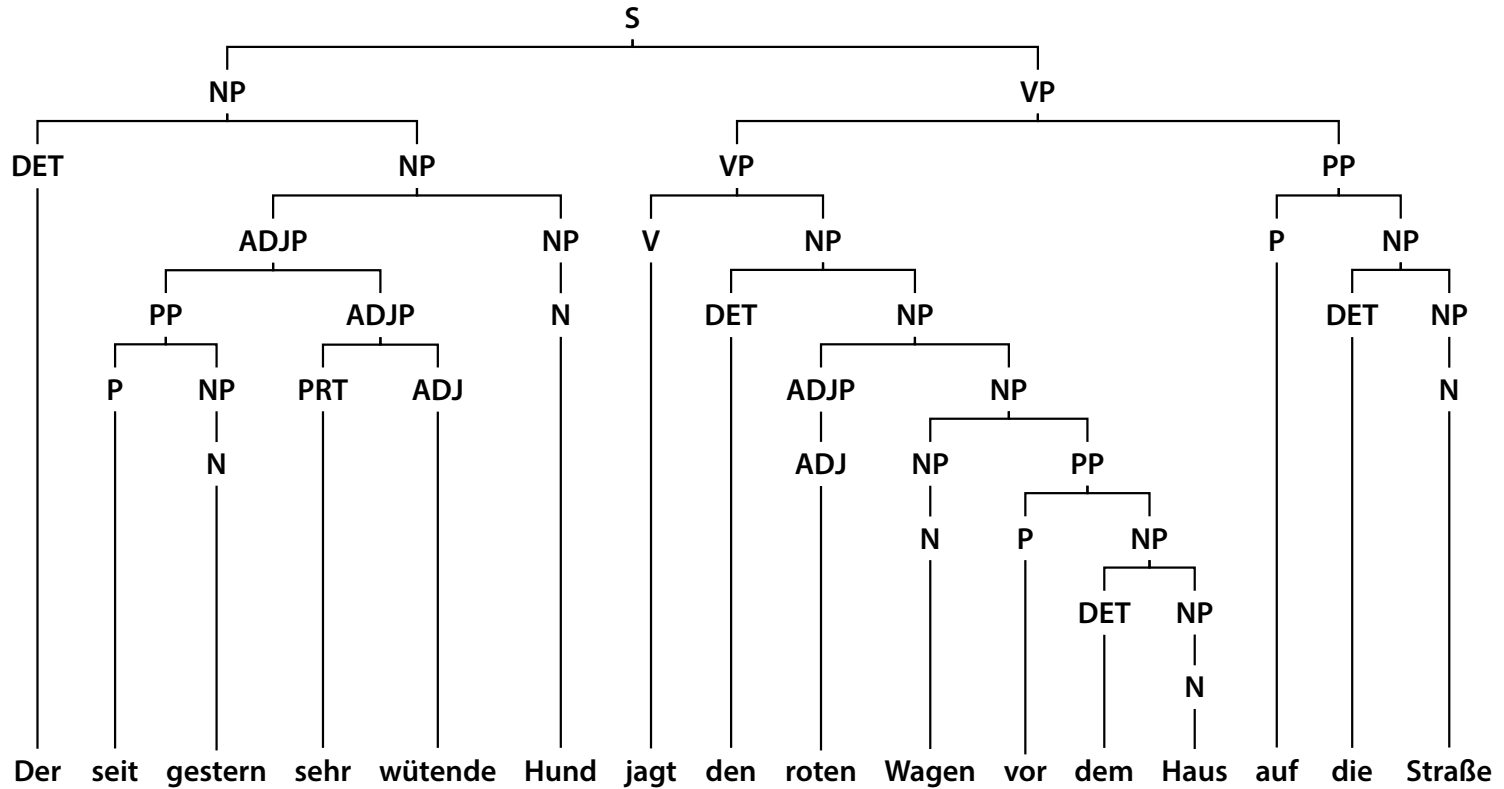 S
NP VP
DET NP VP PP
ADJP NP V NP P NP
PP ADJP N DET NP DET NP
P NP PRT ADJ ADJP NP N
N ADJ NP PP
N P NP
DET NP
N
Der seit gestern sehr wütende Hund jagt den roten Wagen vor dem Haus auf die Straße